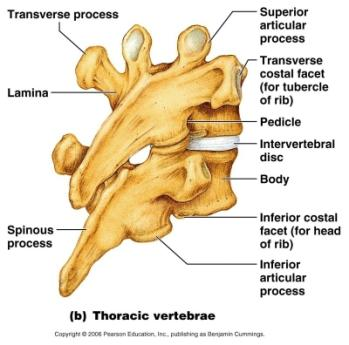 Transverse process
Lamina
Spinous
process
Superior
articular
process
Transverse
costal facet
(for tubercle
of rib)
Pedicle
Intervertebral
disc
Body
Inferior costal
facet (for head
of rib)
Inferior
articular
process
(b) Thoracic vertebrae
Copyright © 2006 Pearson Education, Inc., publishing as Benjamin Cummings.